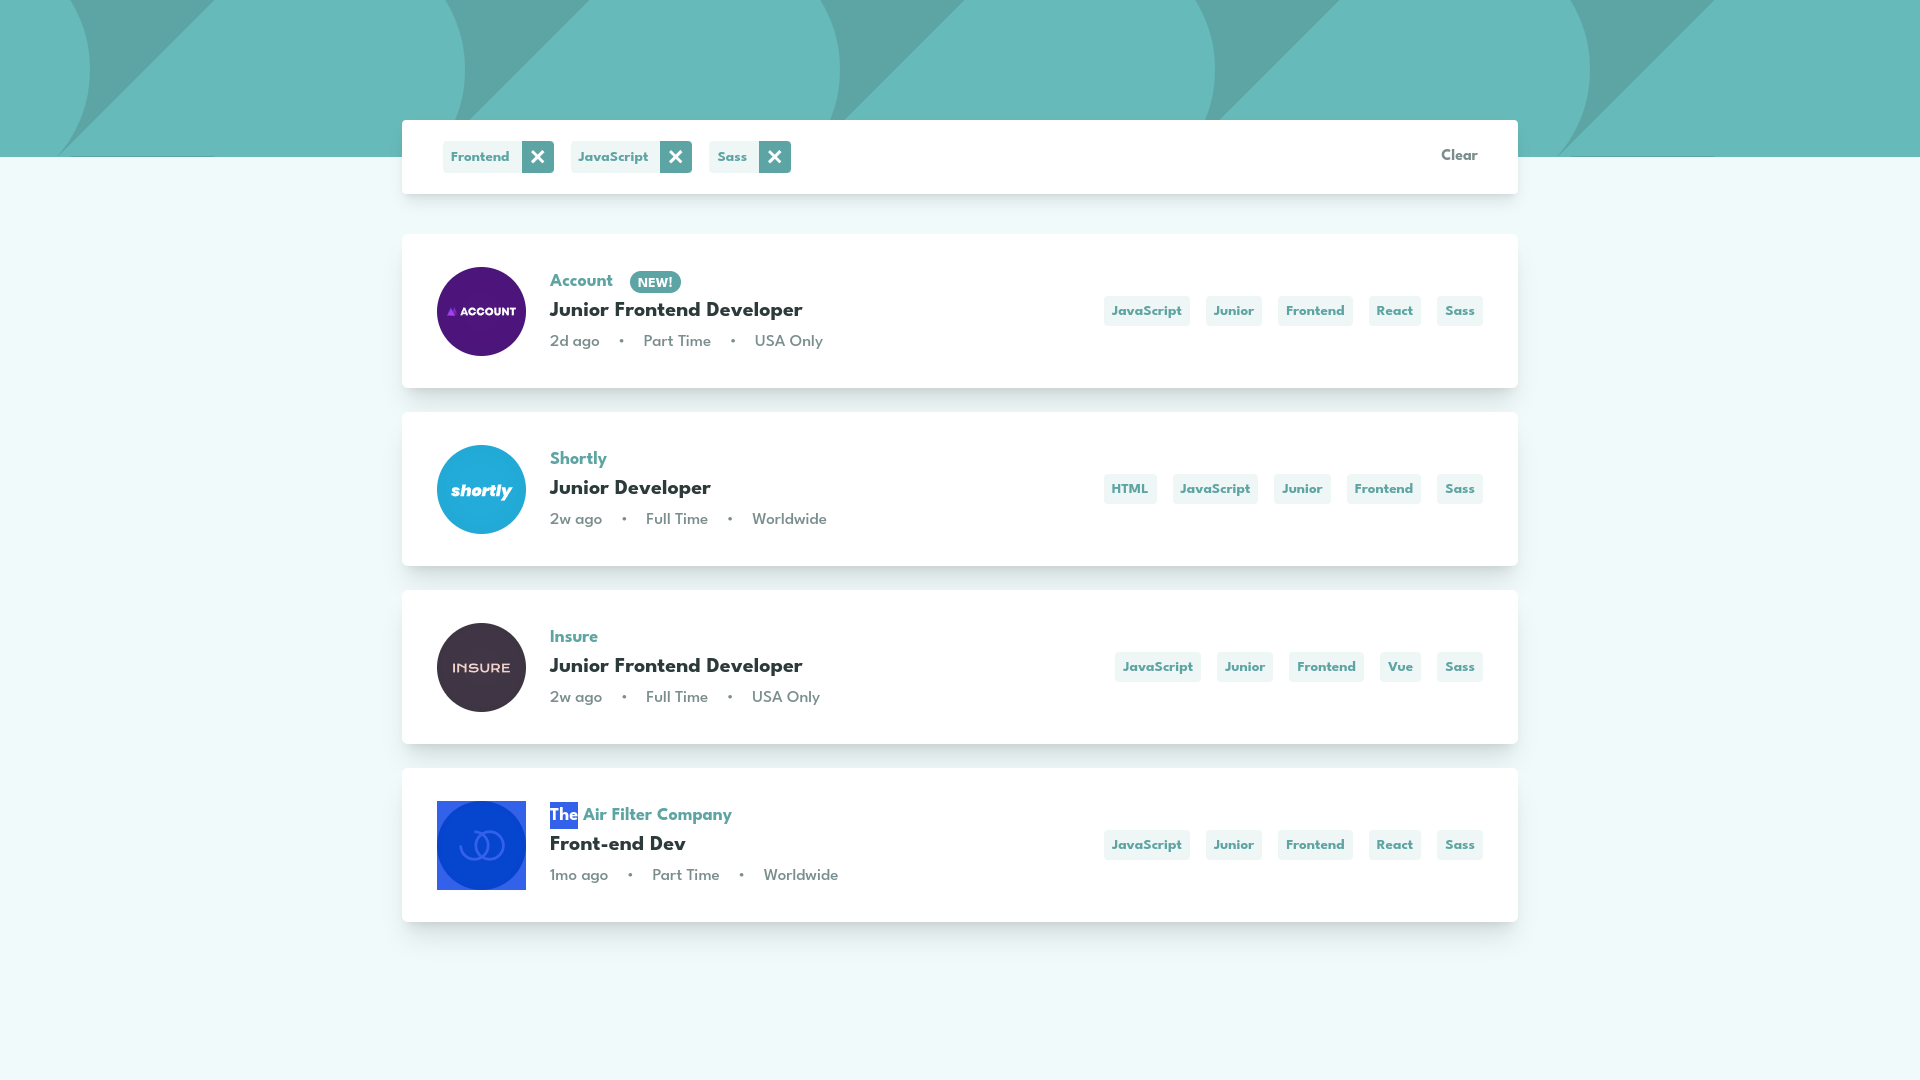 Frontend JavaScript Sass Clear
Account NEW!
ACCOUNT
Junior Frontend Developer
2d ago • Part Time • USA Only
JavaScript Junior Frontend React Sass
Shortly
shortly
Junior Developer
2w ago • Full Time • Worldwide
HTML JavaScript Junior Frontend Sass
Insure
INSURE
Junior Frontend Developer
2w ago • Full Time • USA Only
JavaScript Junior Frontend Vue Sass
The Air Filter Company
Front-end Dev
1mo ago • Part Time • Worldwide
JavaScript Junior Frontend React Sass